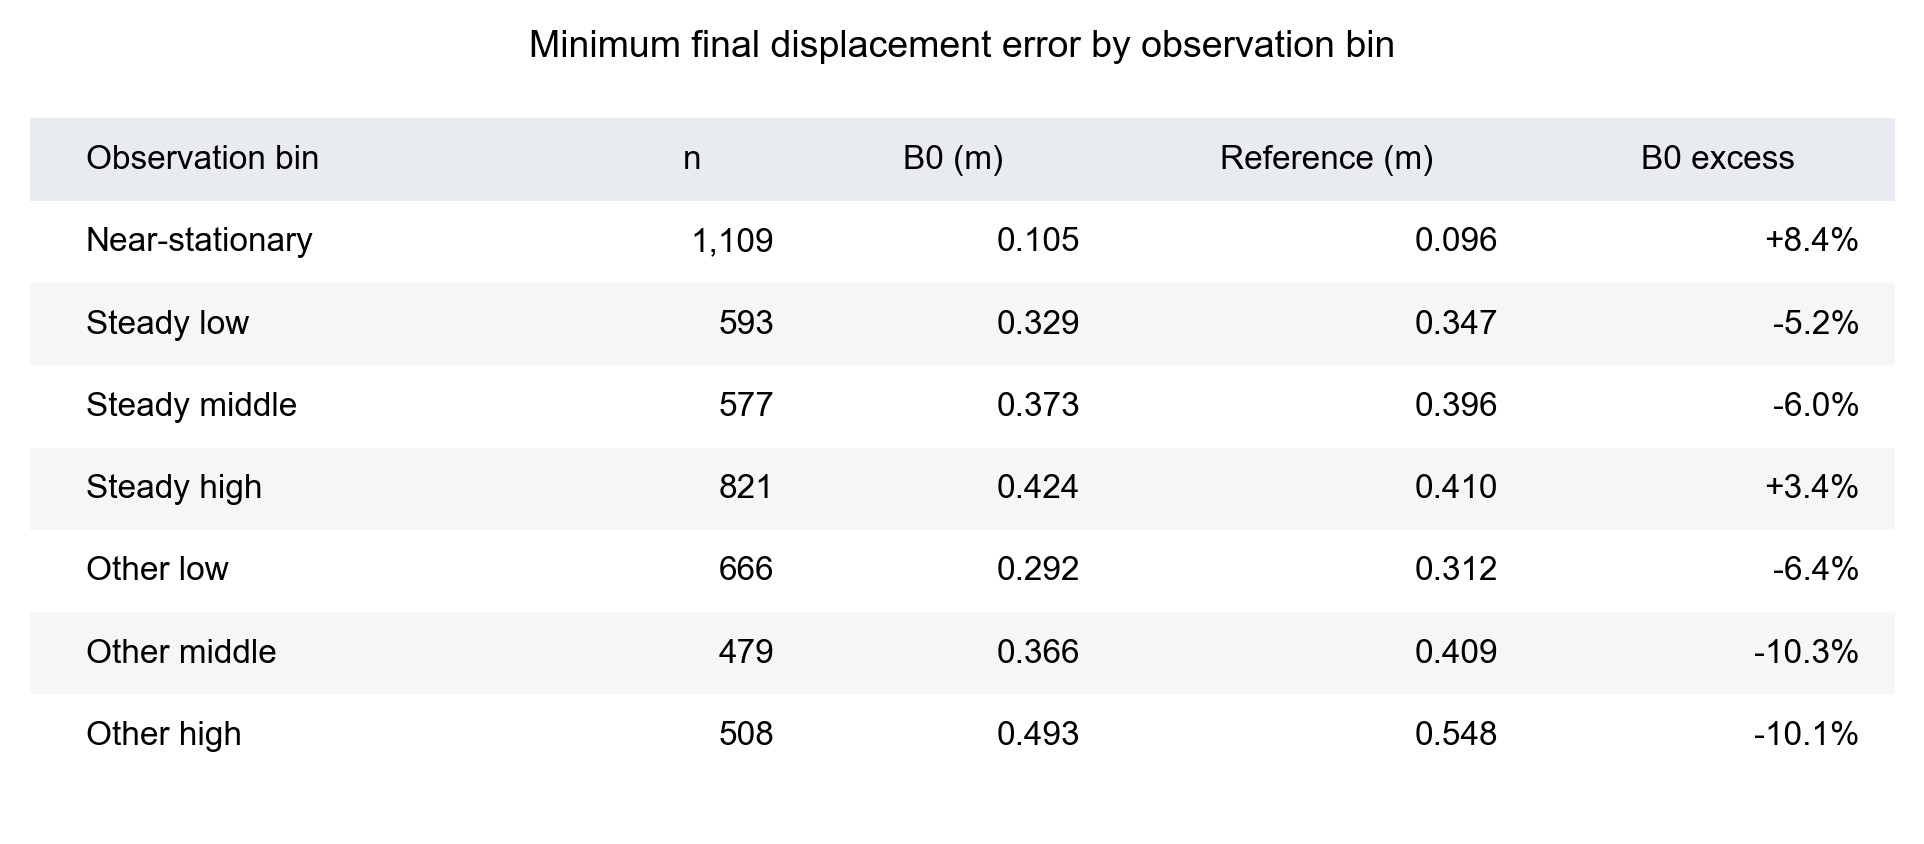 Minimum final displacement error by observation bin
Observation bin n B0 (m) Reference (m) B0 excess
Near-stationary 1,109 0.105 0.096 +8.4%
Steady low 593 0.329 0.347 -5.2%
Steady middle 577 0.373 0.396 -6.0%
Steady high 821 0.424 0.410 +3.4%
Other low 666 0.292 0.312 -6.4%
Other middle 479 0.366 0.409 -10.3%
Other high 508 0.493 0.548 -10.1%